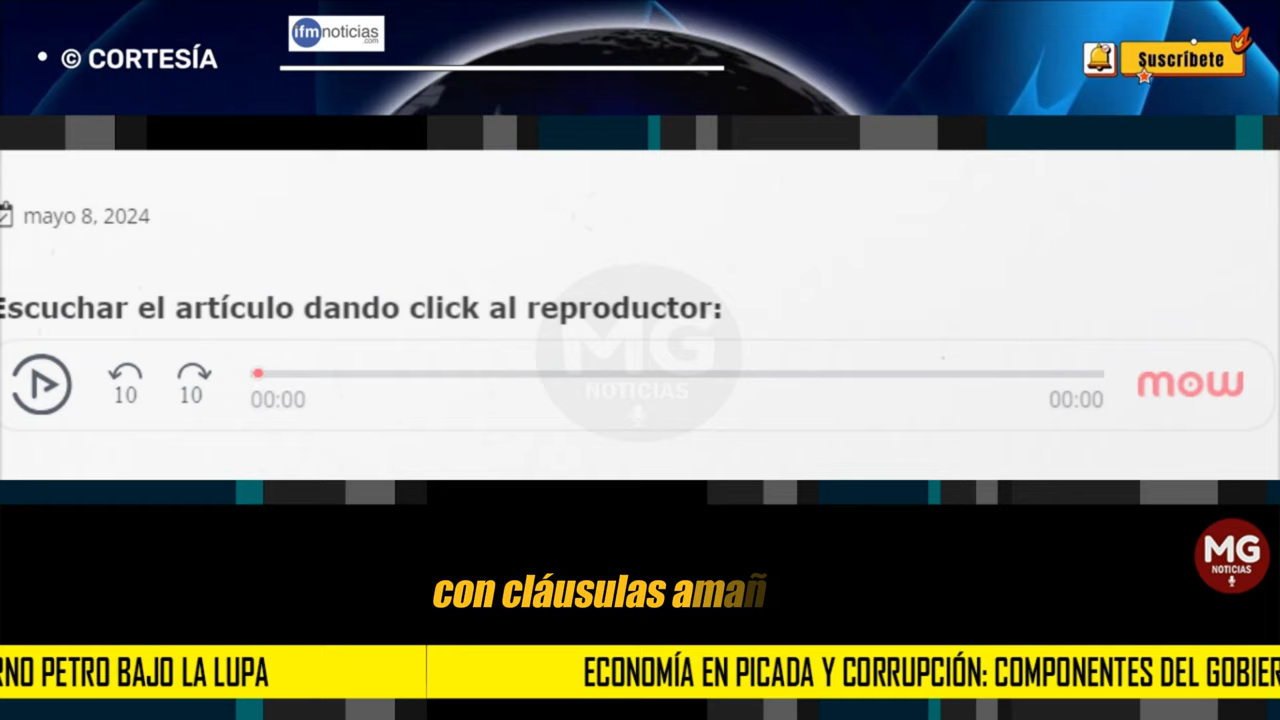 ifmnoticias
.com
• © CORTESÍA
Suscríbete
mayo 8, 2024
Escuchar el artículo dando click al reproductor:
10
10
00:00
00:00
mow
MG
NOTICIAS
MG
NOTICIAS
con cláusulas amañ
RNO PETRO BAJO LA LUPA
ECONOMÍA EN PICADA Y CORRUPCIÓN: COMPONENTES DEL GOBIER